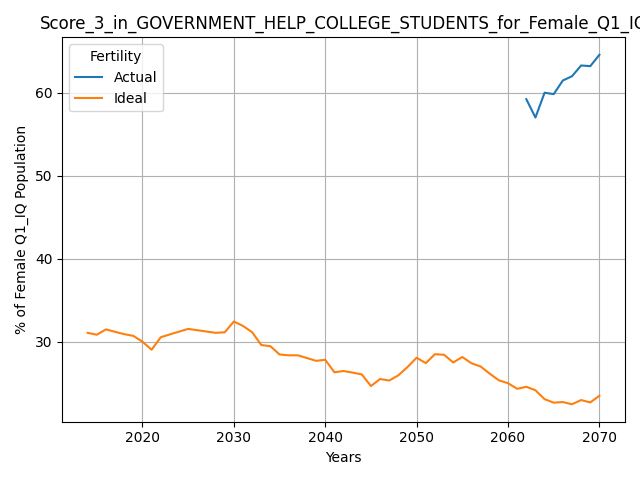 Score_3_in_GOVERNMENT_HELP_COLLEGE_STUDENTS_for_Female_Q1_IQ
Fertility
Actual
Ideal
% of Female Q1_IQ Population
60
50
40
30
2020 2030 2040 2050 2060 2070
Years